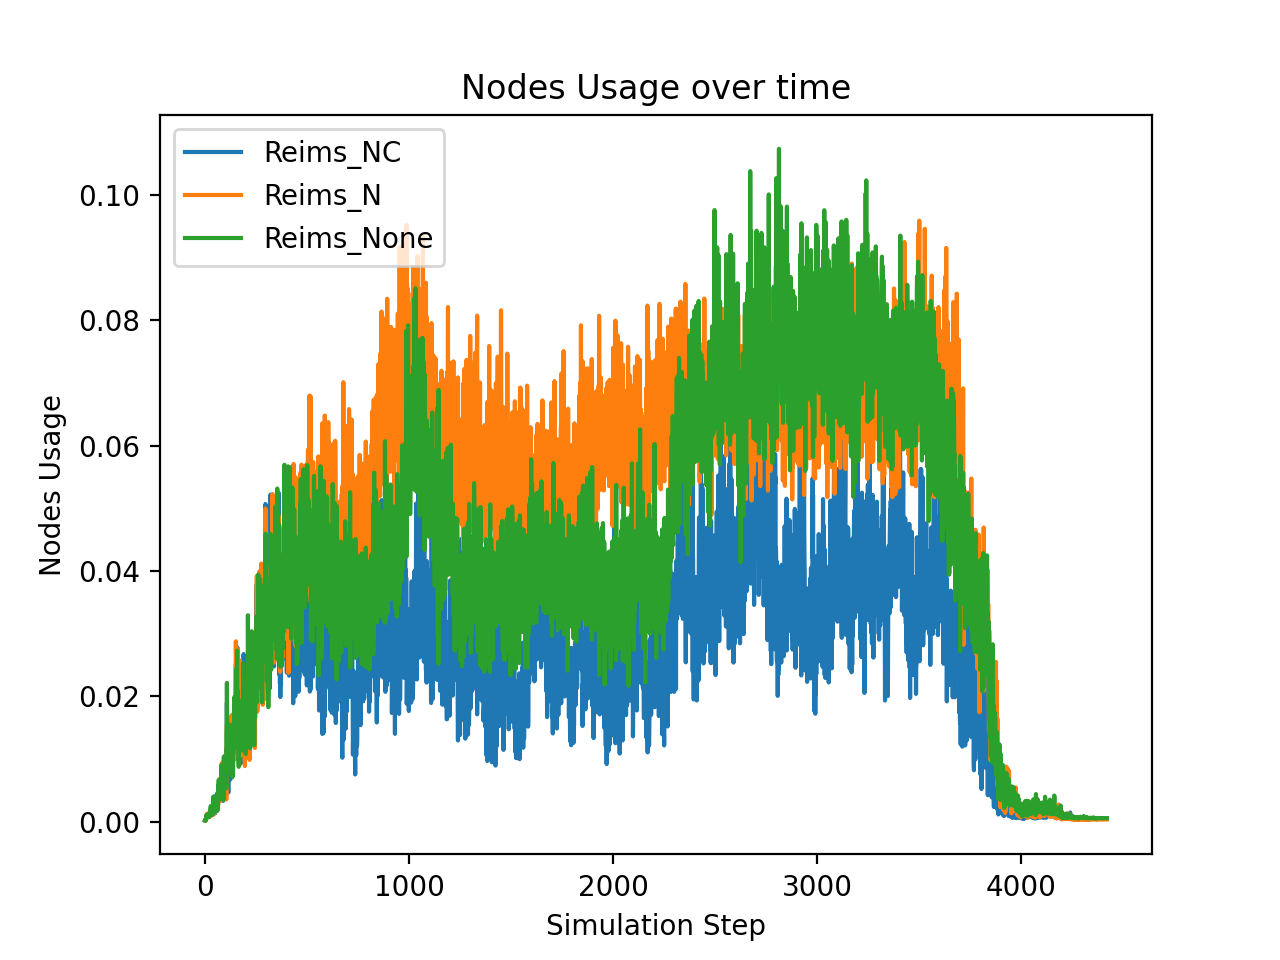 Nodes Usage over time
Reims_NC
Reims_N
Reims_None
Nodes Usage
0.10
0.08
0.06
0.04
0.02
0.00
0
1000
2000
3000
4000
Simulation Step